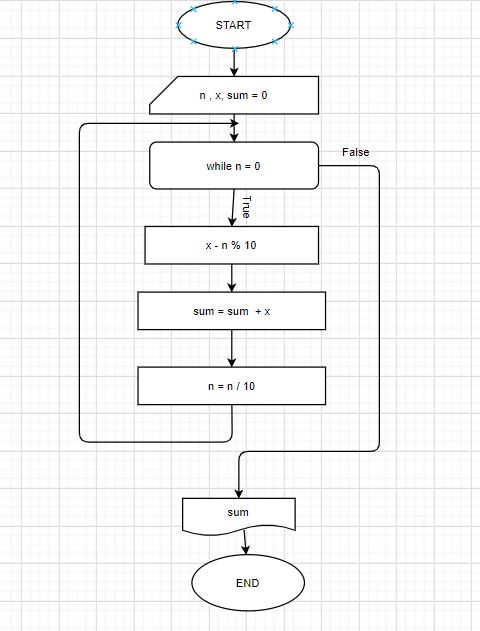 START
n , x, sum = 0
while n = 0
False
True
x - n % 10
sum = sum + x
n = n / 10
sum
END